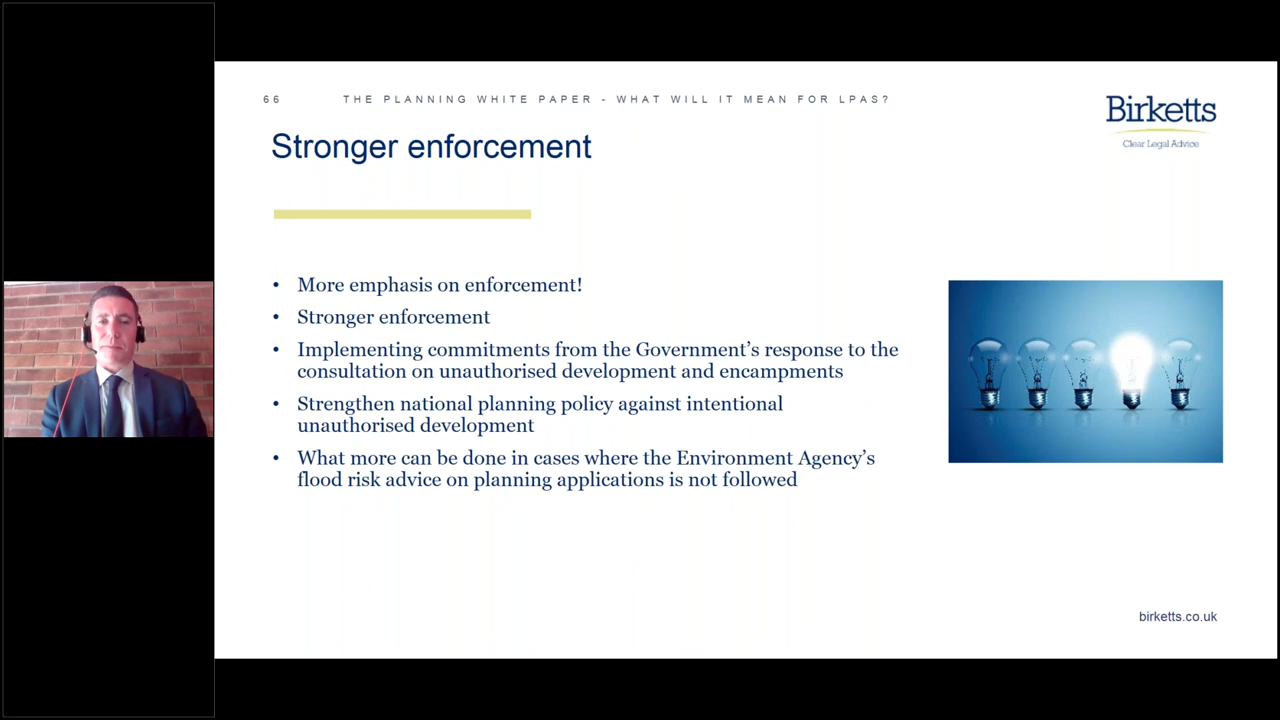 66 THE PLANNING WHITE PAPER - WHAT WILL IT MEAN FOR LPAS?
Birketts
Clear Legal Advice
Stronger enforcement
• More emphasis on enforcement!
• Stronger enforcement
• Implementing commitments from the Government’s response to the
consultation on unauthorised development and encampments
• Strengthen national planning policy against intentional
unauthorised development
• What more can be done in cases where the Environment Agency’s
flood risk advice on planning applications is not followed
birketts.co.uk